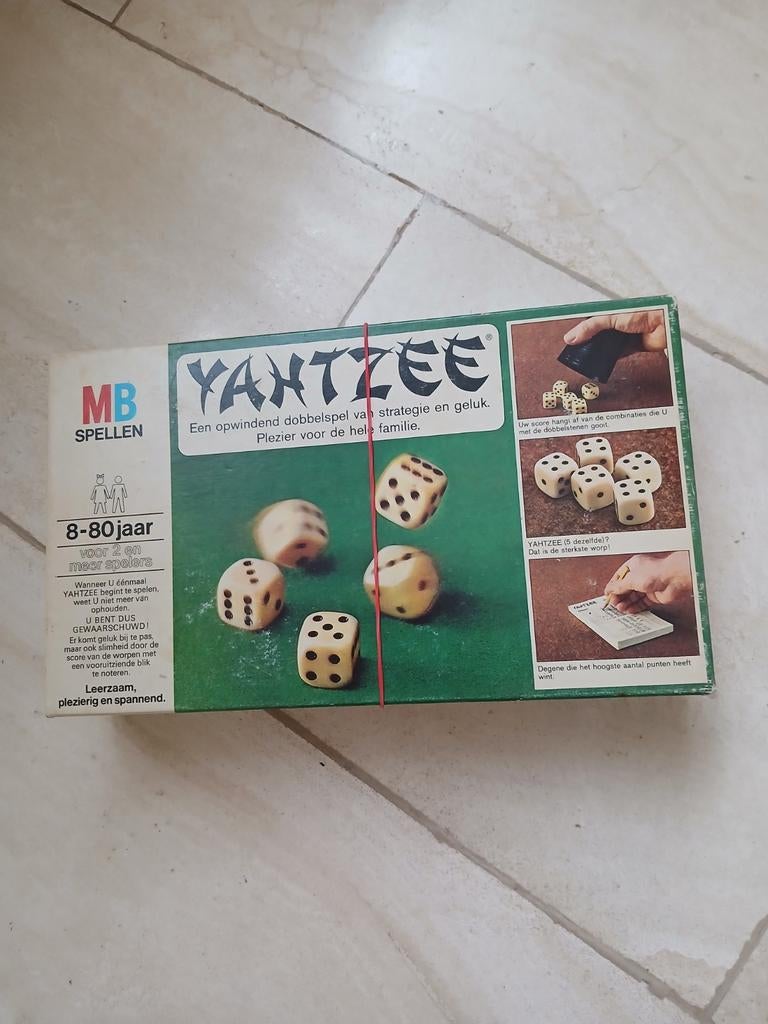 MB
SPELLEN
8-80 jaar
voor 2 en
meer spelers
Wanneer U éénmaal
YAHTZEE begint te spelen,
weet U niet meer van
ophouden.
U BENT DUS
GEWAARSCHUWD!
Er komt geluk bij te pas,
maar ook slimheid door de
score van de worpen met
een vooruitziende blik
te noteren.
Leerzaam,
plezierig en spannend.
YAHTZEE®
Een opwindend dobbelspel van strategie en geluk.
Plezier voor de hele familie.
Uw score hangt af van de combinaties die U
met de dobbelstenen gooit.
YAHTZEE (5 dezelfde)?
Dat is de sterkste worp!
YAHTZEE
Degene die het hoogste aantal punten heeft
wint.